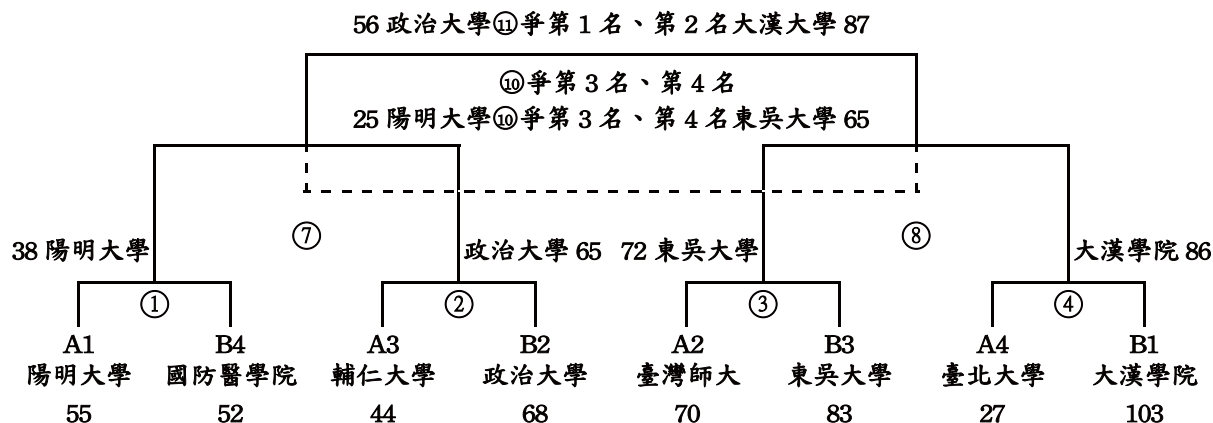 56 政治大學⑪爭第 1 名、第 2 名大漢大學 87
⑩爭第 3 名、第 4 名
25 陽明大學⑩爭第 3 名、第 4 名東吳大學 65
⑦ ⑧
38 陽明大學 政治大學 65 72 東吳大學 大漢學院 86
① ② ③ ④
A1 B4 A3 B2 A2 B3 A4 B1
陽明大學 國防醫學院 輔仁大學 政治大學 臺灣師大 東吳大學 臺北大學 大漢學院
55 52 44 68 70 83 27 103